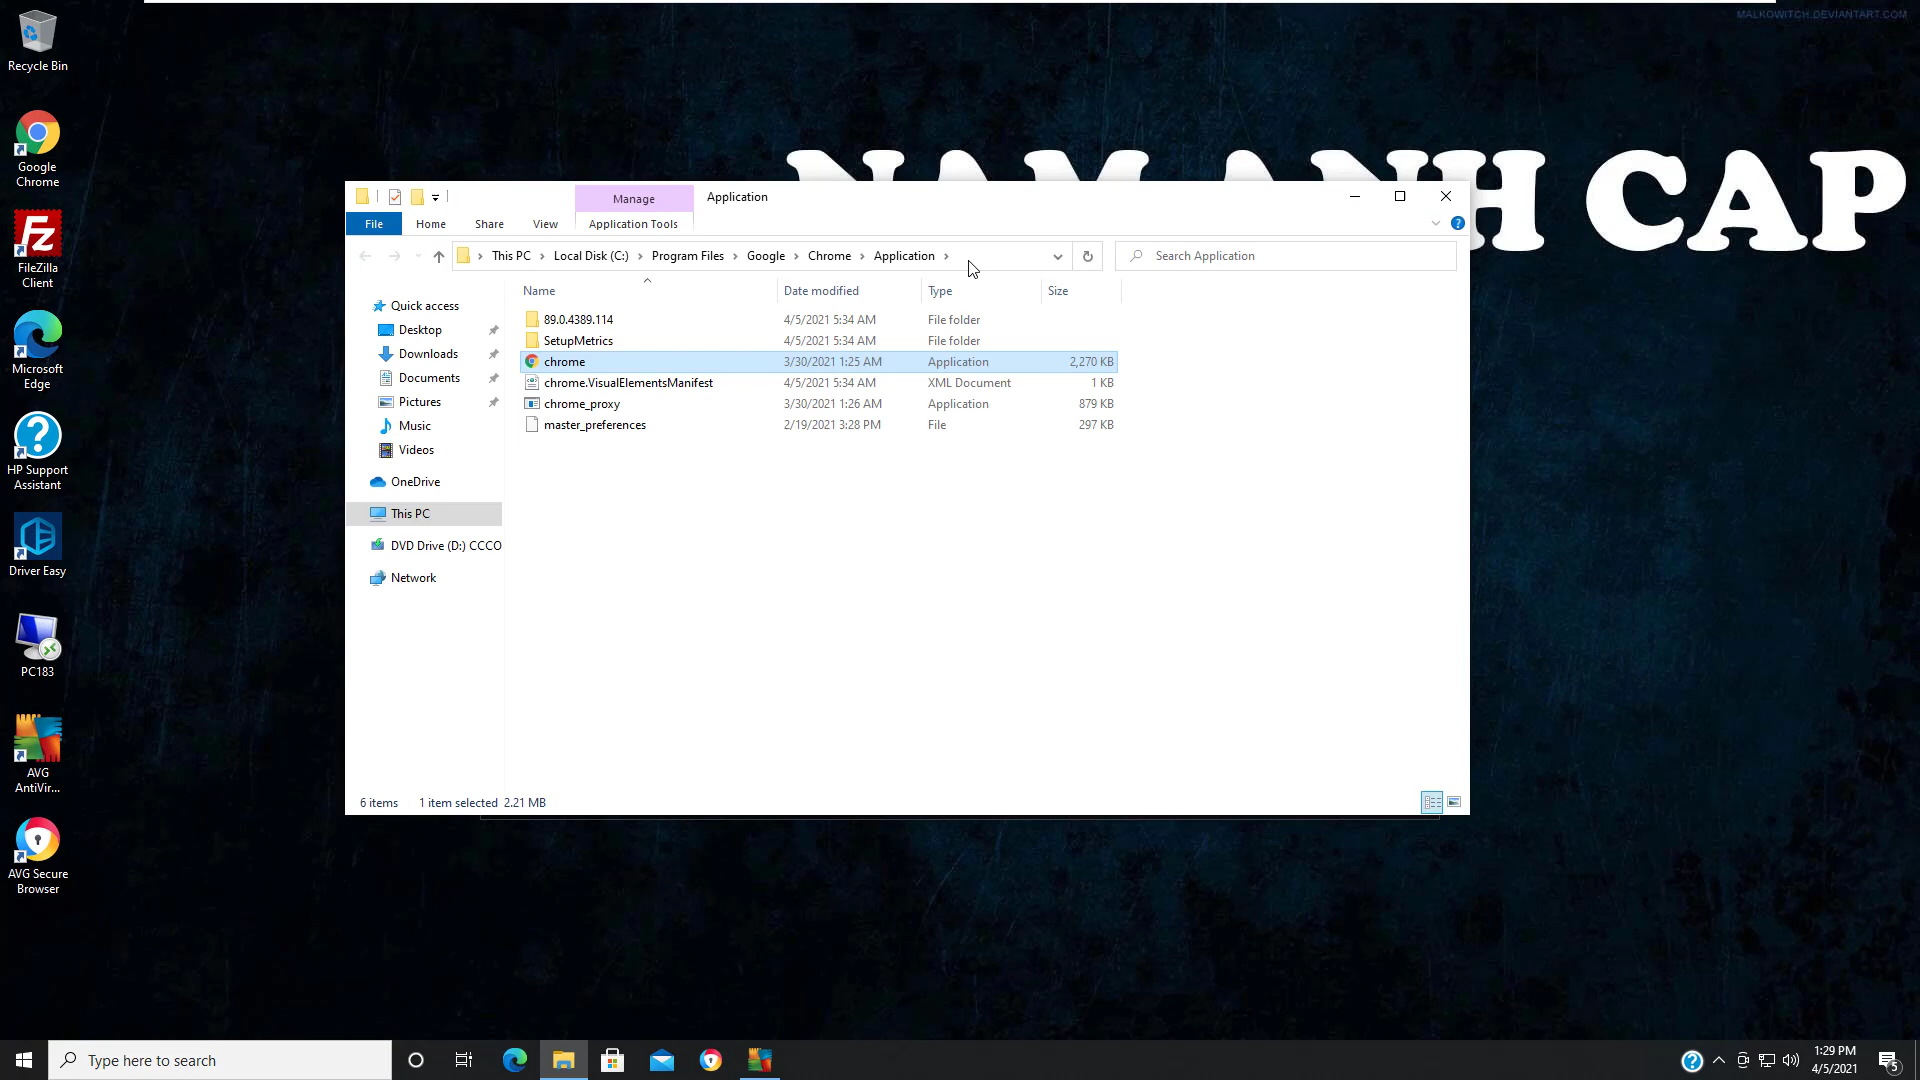 MALKOWITCH.DEVIANTART.COM
Recycle Bin
Google
Chrome
FileZilla
Client
Microsoft
Edge
HP Support
Assistant
Driver Easy
PC183
AVG
AntiVir...
AVG Secure
Browser
NAM ANH CAP
Manage
Application
File
Home
Share
View
Application Tools
This PC
Local Disk (C:)
Program Files
Google
Chrome
Application
Search Application
Name
Date modified
Type
Size
Quick access
Desktop
Downloads
Documents
Pictures
Music
Videos
OneDrive
This PC
DVD Drive (D:) CCCO
Network
89.0.4389.114 4/5/2021 5:34 AM File folder
SetupMetrics 4/5/2021 5:34 AM File folder
chrome 3/30/2021 1:25 AM Application 2,270 KB
chrome.VisualElementsManifest 4/5/2021 5:34 AM XML Document 1 KB
chrome_proxy 3/30/2021 1:26 AM Application 879 KB
master_preferences 2/19/2021 3:28 PM File 297 KB
6 items 1 item selected 2.21 MB
Type here to search
1:29 PM
4/5/2021
5